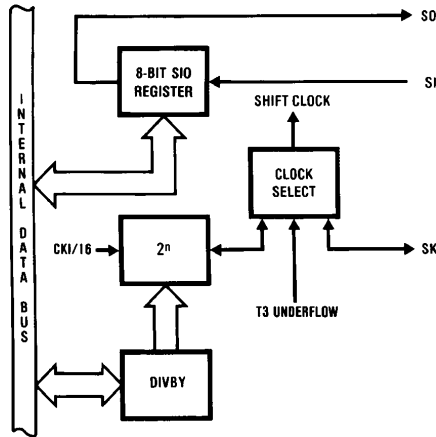 SO
8-BIT SIO
REGISTER
SI
SHIFT CLOCK
INTERNAL DATA BUS
CLOCK
SELECT
CKI/16
2ⁿ
SK
T3 UNDERFLOW
DIVBY